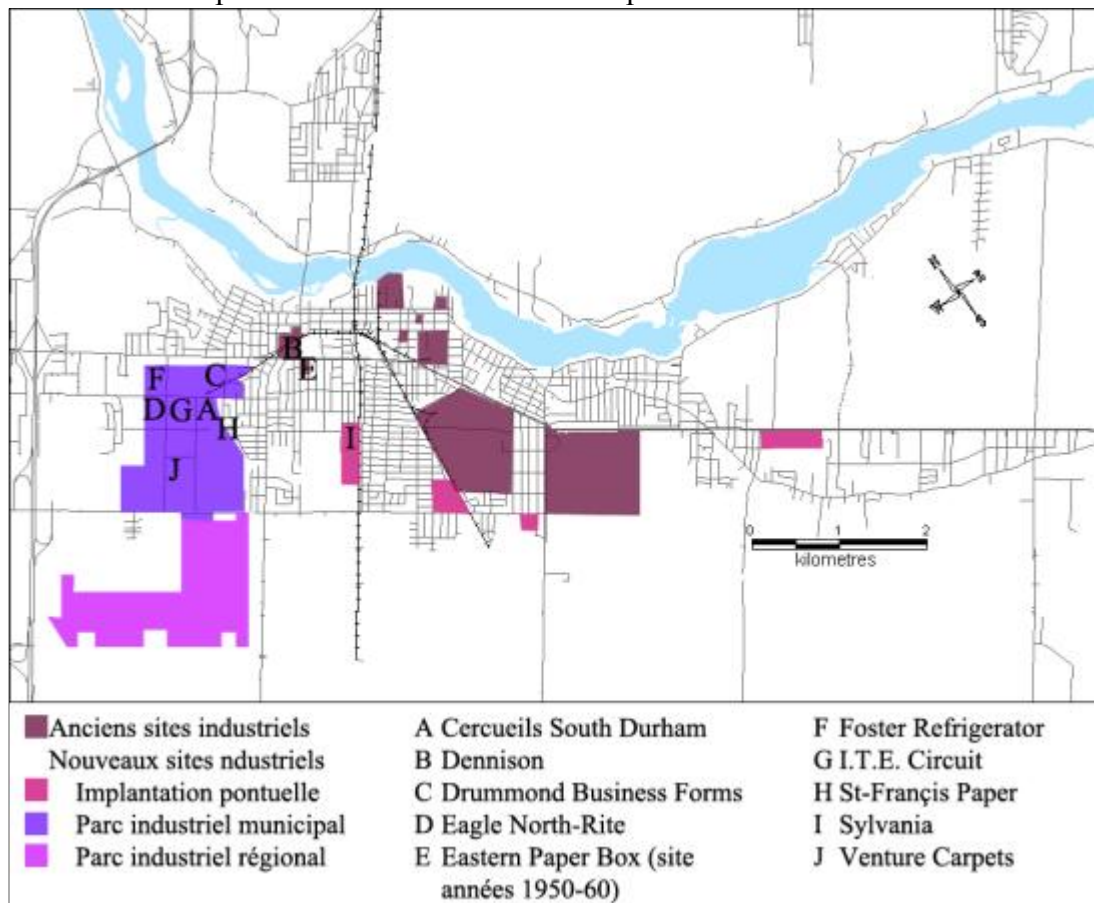 F
C
D G A
H
J
B
E
I
0 1 2
kilometres
Anciens sites industriels
Nouveaux sites ndustriels
Implantation pontuelle
Parc industriel municipal
Parc industriel régional
A Cercueils South Durham
B Dennison
C Drummond Business Forms
D Eagle North-Rite
E Eastern Paper Box (site
années 1950-60)
F Foster Refrigerator
G I.T.E. Circuit
H St-Françis Paper
I Sylvania
J Venture Carpets